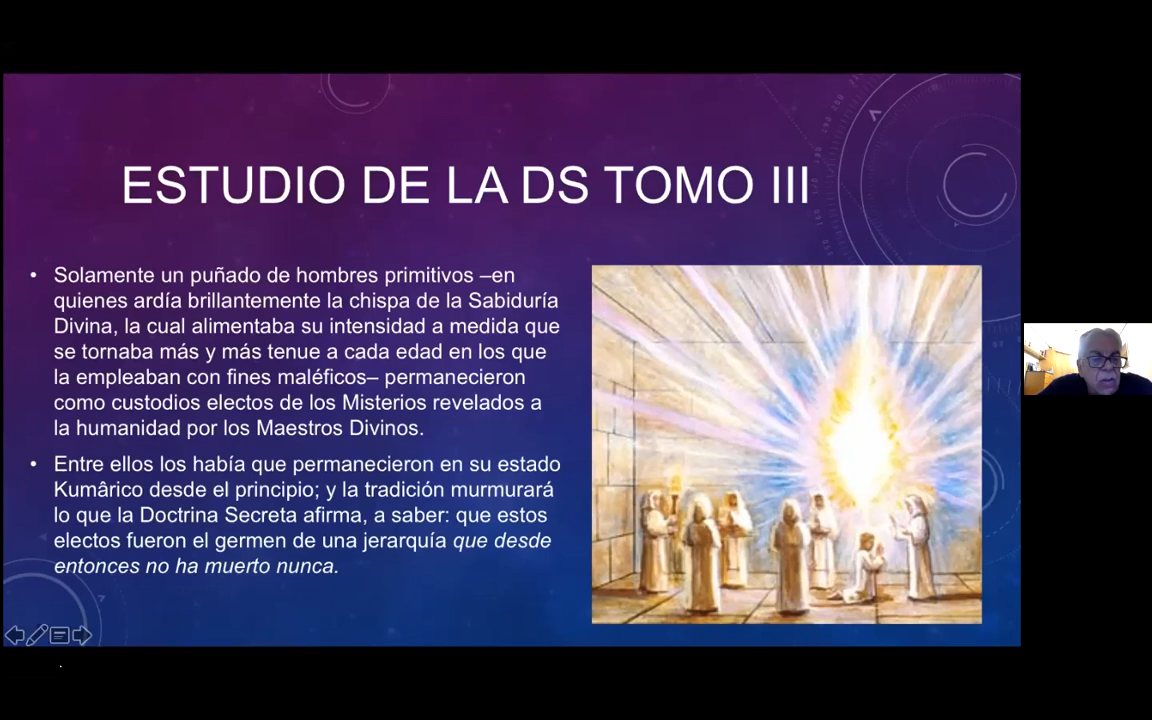 ESTUDIO DE LA DS TOMO III
• Solamente un puñado de hombres primitivos –en
quienes ardía brillantemente la chispa de la Sabiduría
Divina, la cual alimentaba su intensidad a medida que
se tornaba más y más tenue a cada edad en los que
la empleaban con fines maléficos– permanecieron
como custodios electos de los Misterios revelados a
la humanidad por los Maestros Divinos.
• Entre ellos los había que permanecieron en su estado
Kumârico desde el principio; y la tradición murmurará
lo que la Doctrina Secreta afirma, a saber: que estos
electos fueron el germen de una jerarquía que desde
entonces no ha muerto nunca.